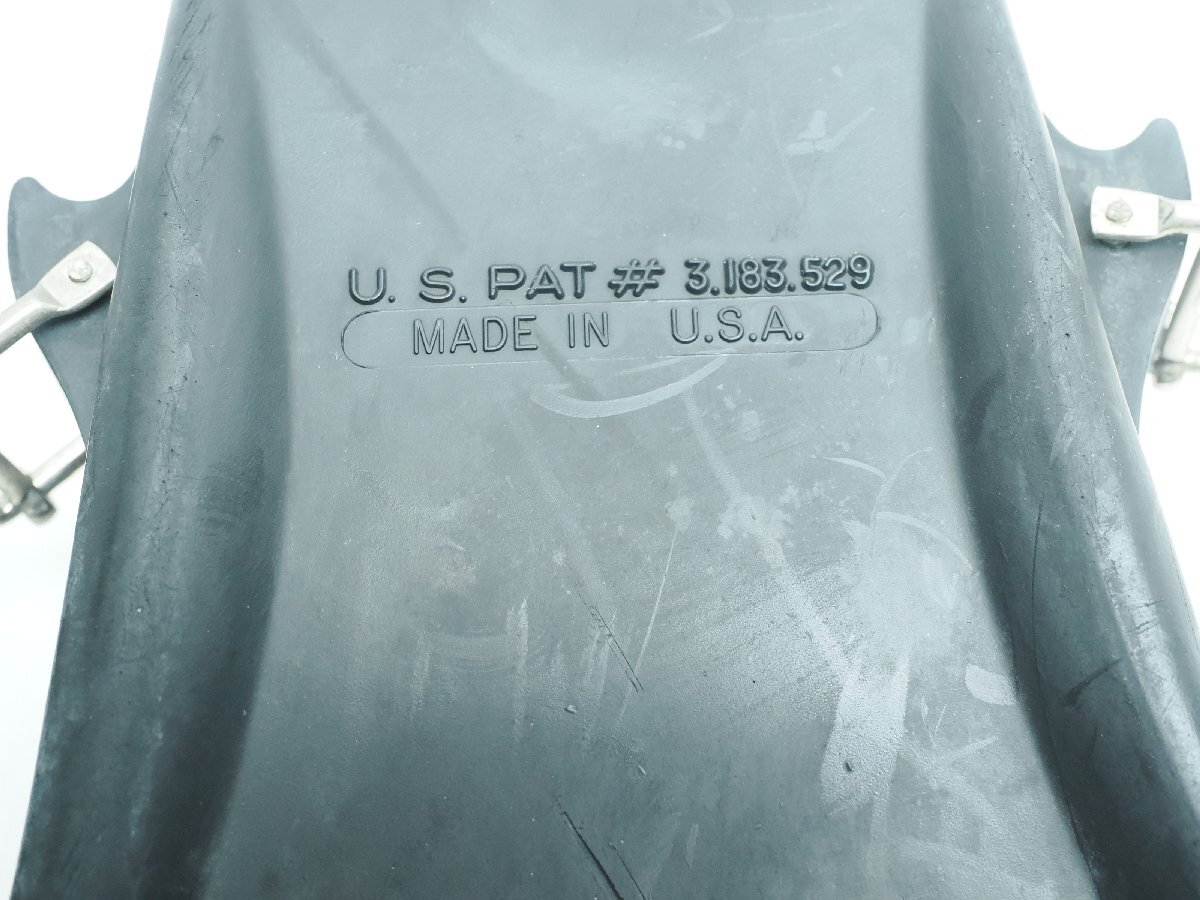 U. S. PAT # 3.183.529
MADE IN U.S.A.